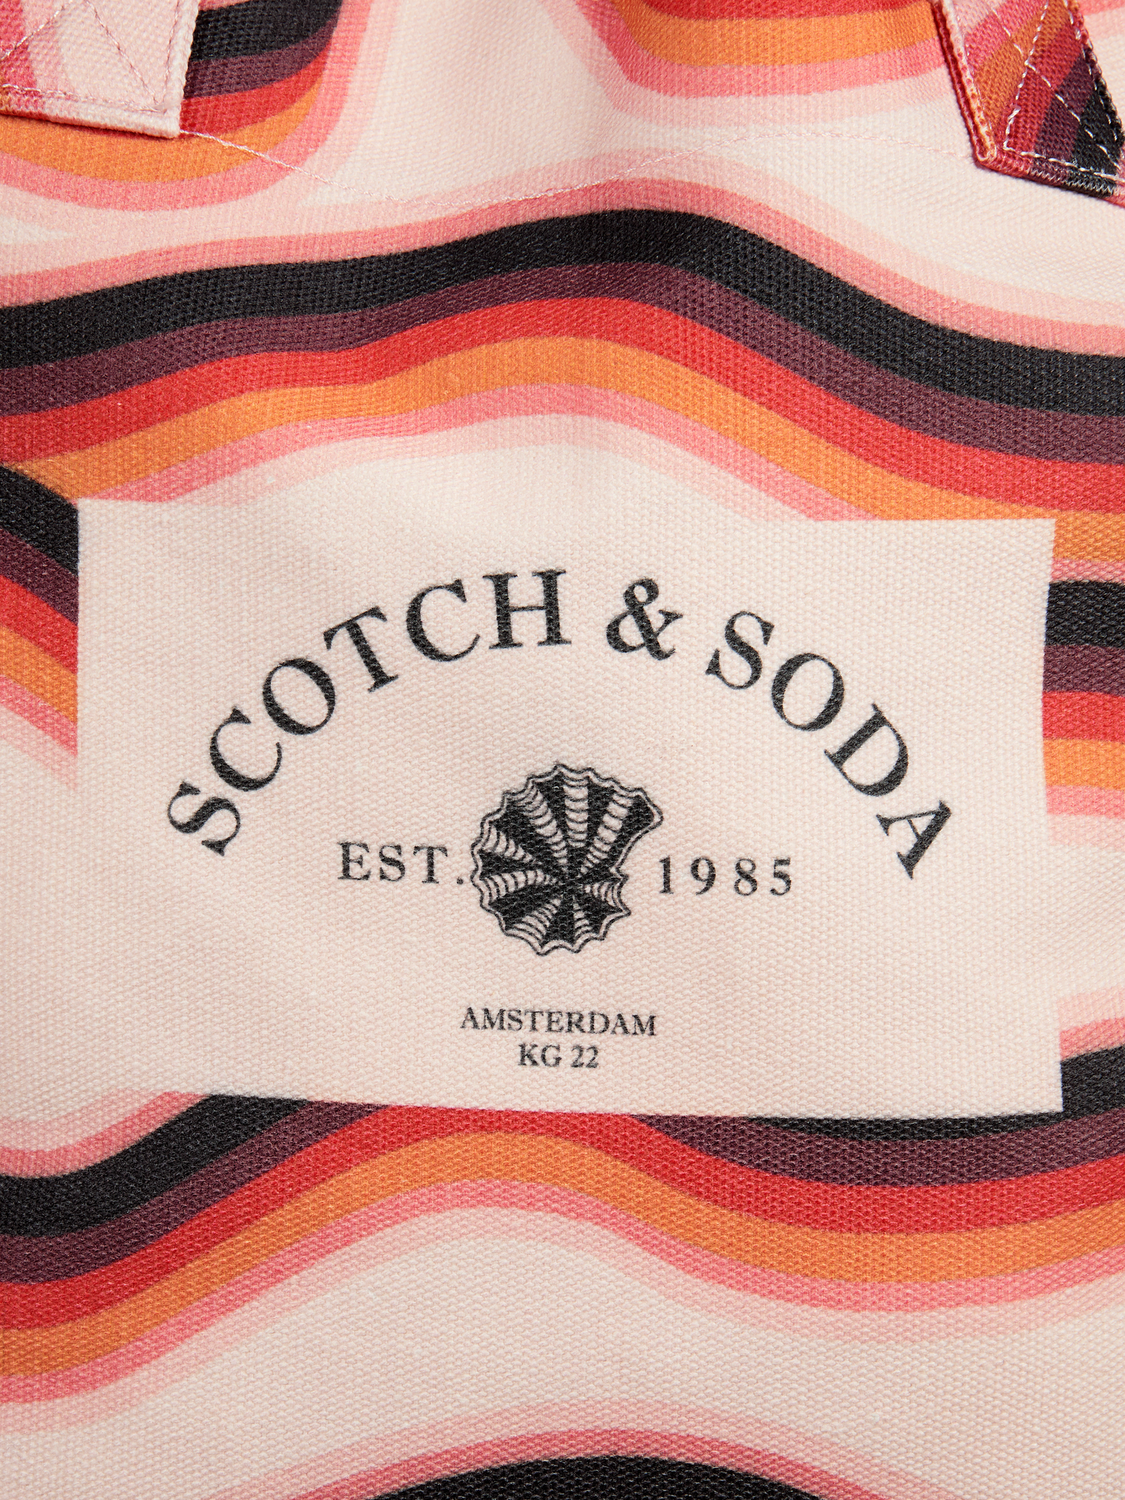 SCOTCH & SODA
EST. 1985
AMSTERDAM
KG 22